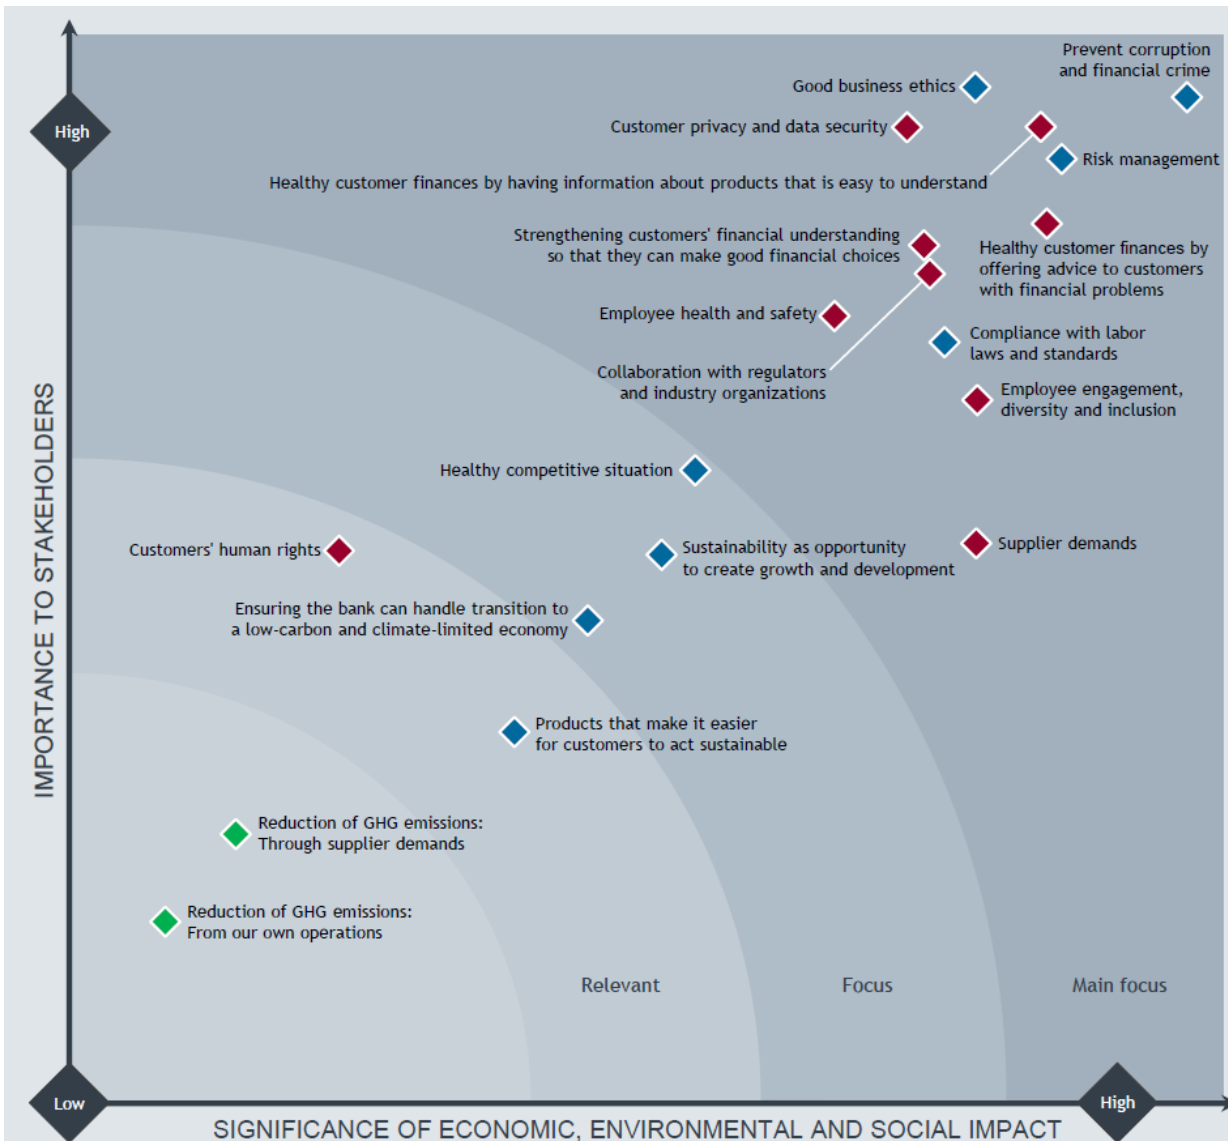 Prevent corruption
and financial crime
Good business ethics
High
Customer privacy and data security
Risk management
Healthy customer finances by having information about products that is easy to understand
Strengthening customers' financial understanding
so that they can make good financial choices
Healthy customer finances by
offering advice to customers
with financial problems
Employee health and safety
Compliance with labor
laws and standards
Collaboration with regulators
and industry organizations
Employee engagement,
diversity and inclusion
IMPORTANCE TO STAKEHOLDERS
Healthy competitive situation
Customers' human rights
Sustainability as opportunity
to create growth and development
Supplier demands
Ensuring the bank can handle transition to
a low-carbon and climate-limited economy
Products that make it easier
for customers to act sustainable
Reduction of GHG emissions:
Through supplier demands
Reduction of GHG emissions:
From our own operations
Relevant
Focus
Main focus
Low
High
SIGNIFICANCE OF ECONOMIC, ENVIRONMENTAL AND SOCIAL IMPACT